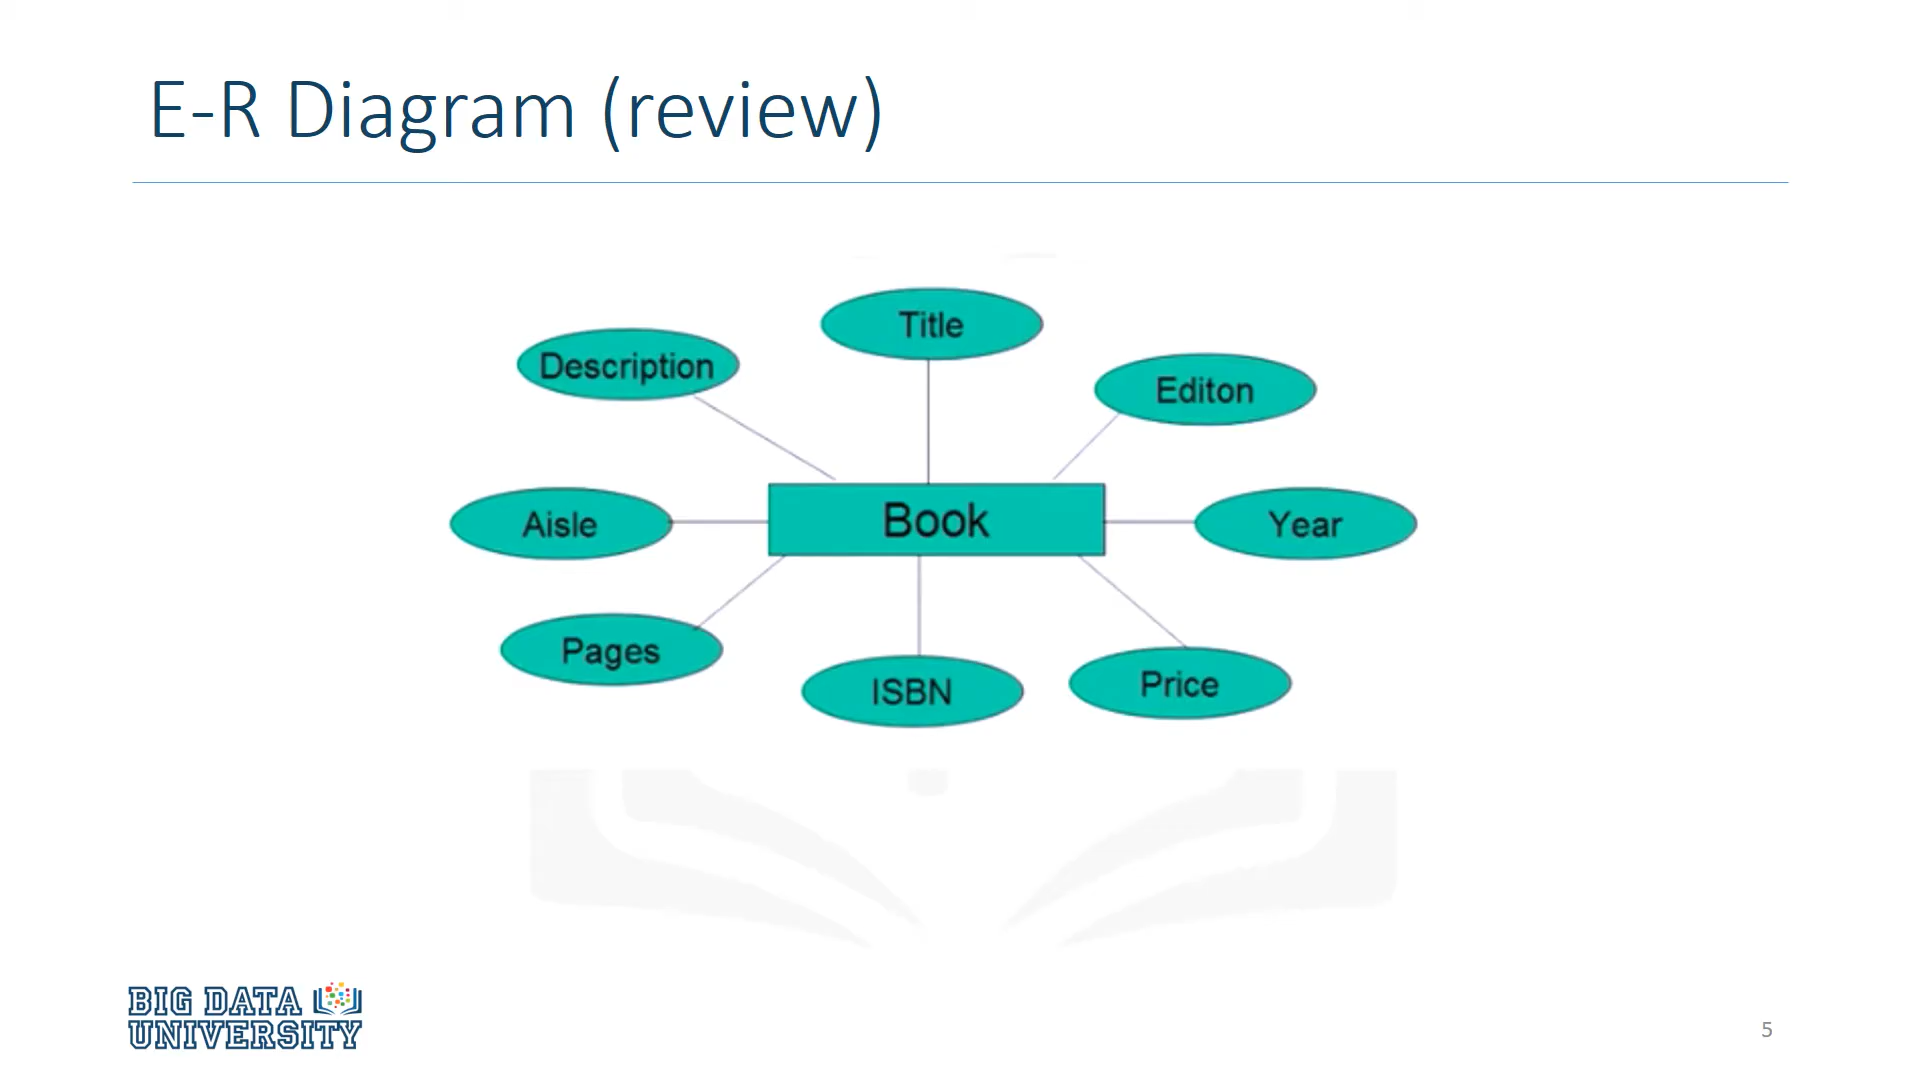 E-R Diagram (review)
Title
Description
Editon
Book
Aisle
Year
Pages
ISBN
Price
BIG DATA
UNIVERSITY
5